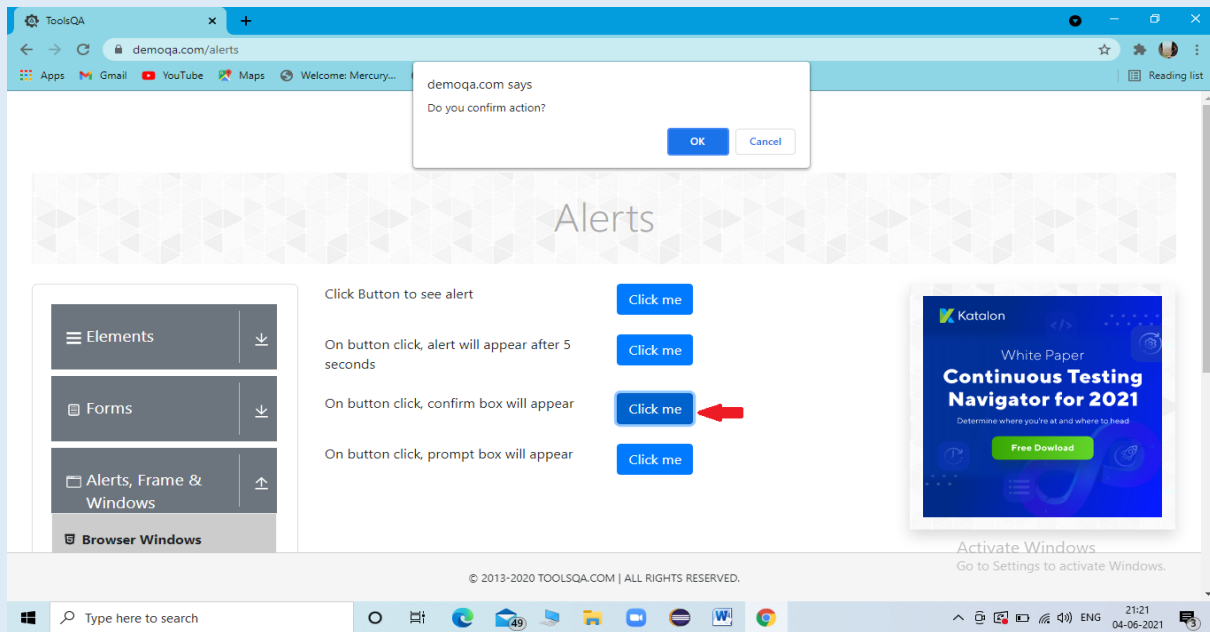 ToolsQA
demoqa.com/alerts
Apps Gmail YouTube Maps Welcome: Mercury... Reading list
demoqa.com says
Do you confirm action?
OK Cancel
Alerts
Elements
Forms
Alerts, Frame &
Windows
Browser Windows
Click Button to see alert Click me
On button click, alert will appear after 5
seconds
Click me
On button click, confirm box will appear Click me
On button click, prompt box will appear Click me
Katalon
White Paper
Continuous Testing
Navigator for 2021
Determine where you're at and where to head
Free Dowload
Activate Windows
Go to Settings to activate Windows.
© 2013-2020 TOOLSQA.COM | ALL RIGHTS RESERVED.
Type here to search
49
ENG
21:21
04-06-2021
3